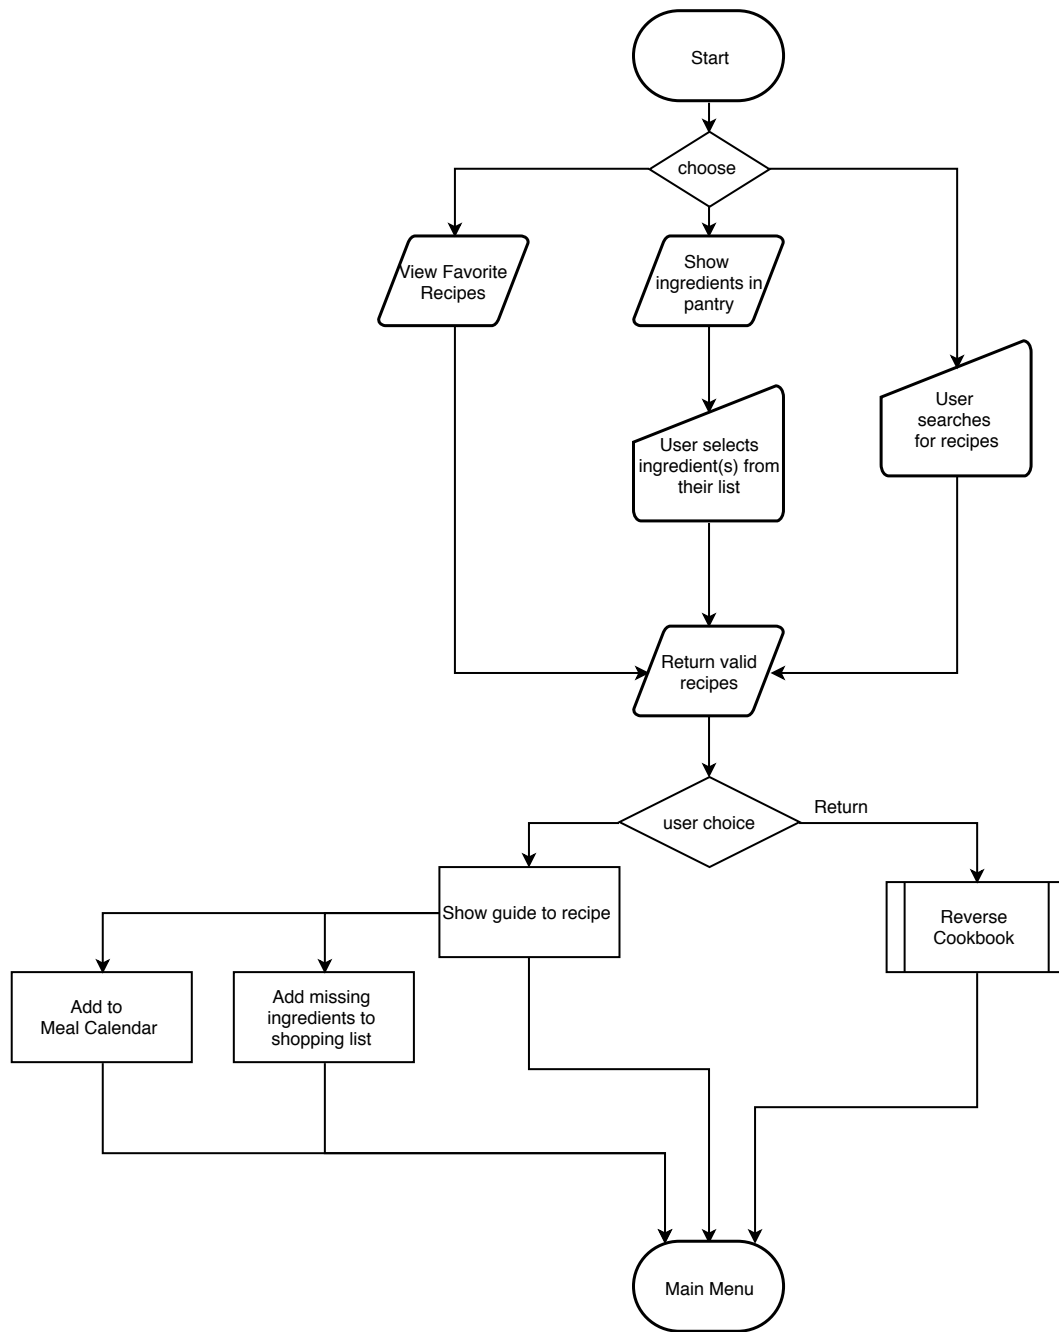 Start
choose
View Favorite
Recipes
Show
ingredients in
pantry
User
searches
for recipes
User selects
ingredient(s) from
their list
Return valid
recipes
user choice
Return
Show guide to recipe
Reverse
Cookbook
Add to
Meal Calendar
Add missing
ingredients to
shopping list
Main Menu